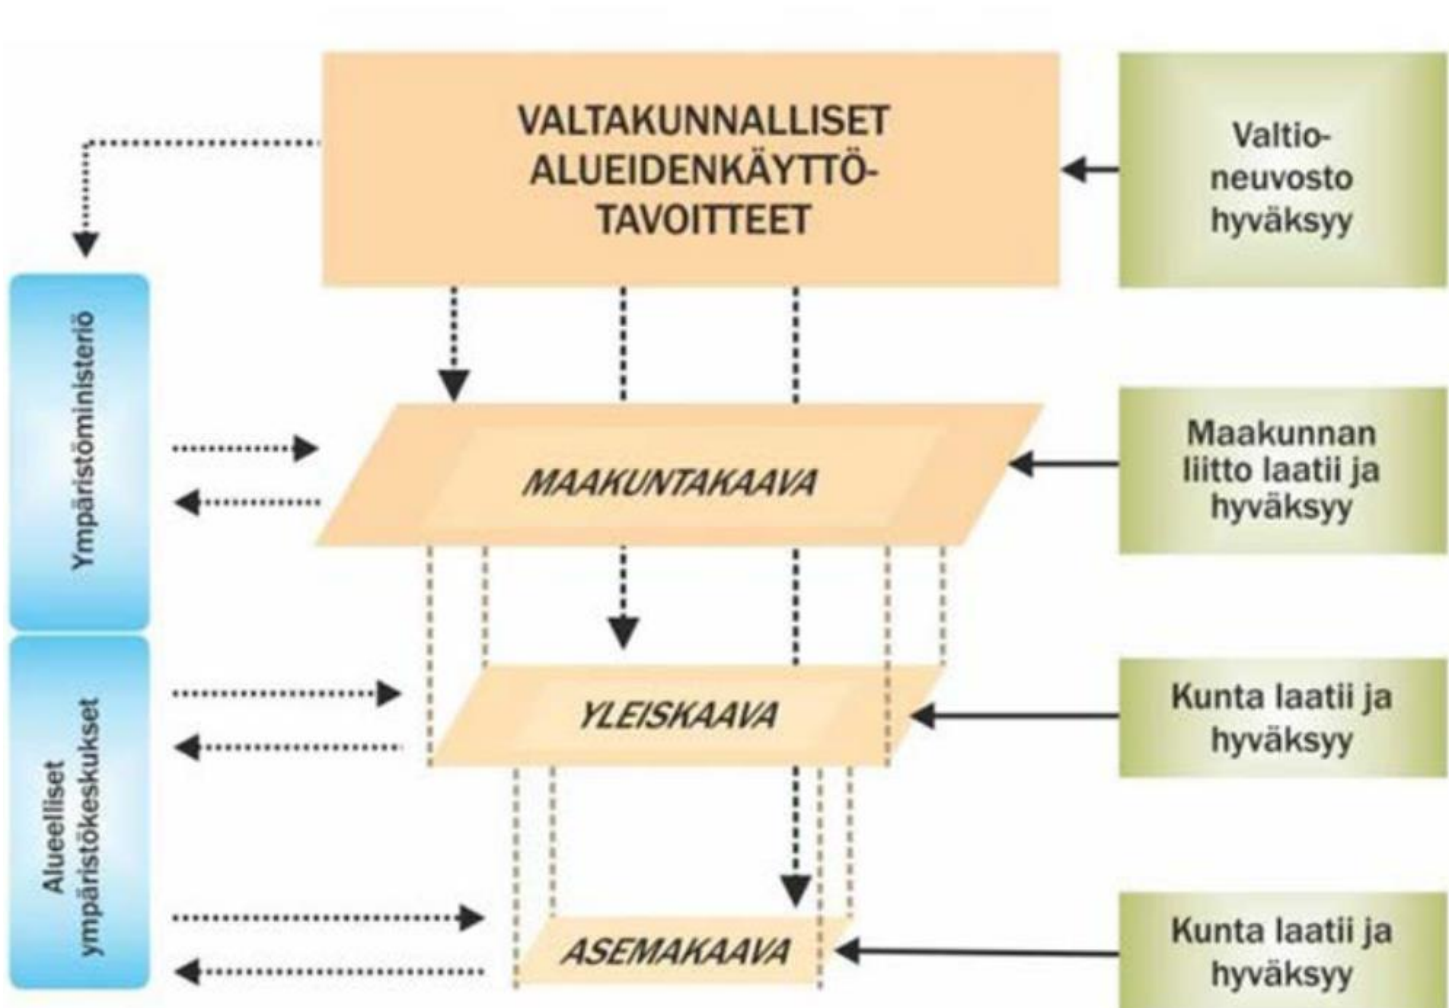 VALTAKUNNALLISET
ALUEIDENKÄYTTÖ-
TAVOITTEET
Valtio-
neuvosto
hyväksyy
Ympäristöministeriö
MAAKUNTAKAAVA
Maakunnan
liitto laatii ja
hyväksyy
Alueelliset
ympäristökeskukset
YLEISKAAVA
Kunta laatii ja
hyväksyy
ASEMAKAAVA
Kunta laatii ja
hyväksyy